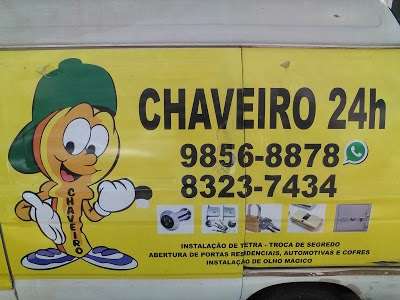 CHAVEIRO 24h
9856-8878
8323-7434
CHAVEIRO
INSTALAÇÃO DE TETRA - TROCA DE SEGREDO
ABERTURA DE PORTAS RESIDENCIAIS, AUTOMOTIVAS E COFRES
INSTALAÇÃO DE OLHO MAGICO